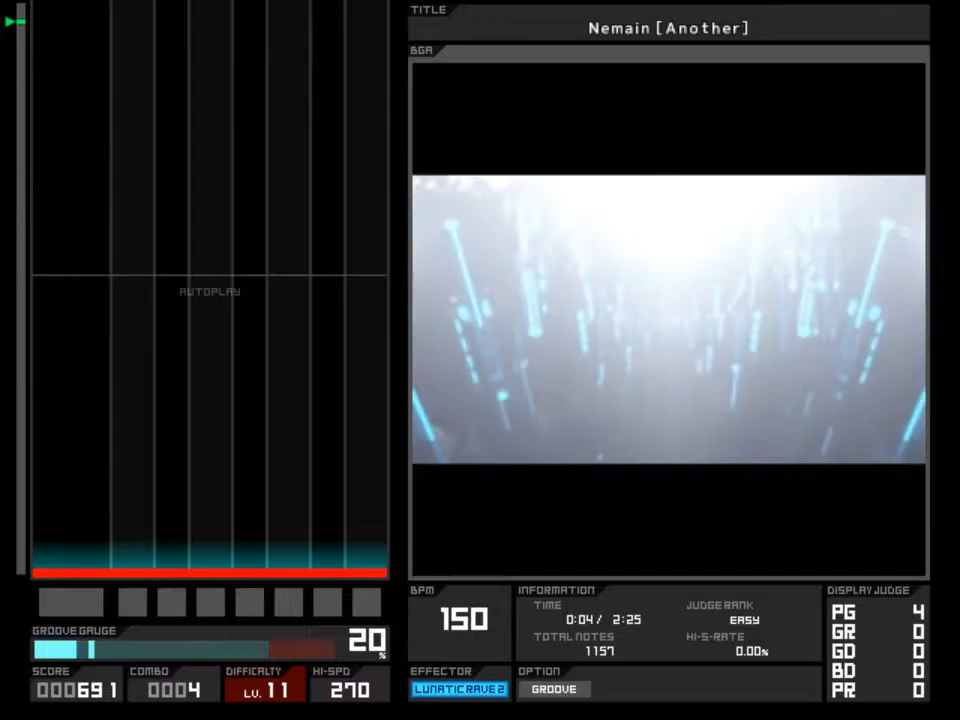 TITLE
Nemain [Another]
BGA
AUTOPLAY
GROOVE GAUGE
20%
SCORE
000691
COMBO
0004
DIFFICALTY
LV. 11
HI-SPD
270
BPM
150
EFFECTOR
LUNATIC RAVE 2
INFORMATION
TIME
0:04 / 2:25
JUDGE RANK
EASY
TOTAL NOTES
1157
HI-S-RATE
0.00%
OPTION
GROOVE
DISPLAY JUDGE
PG 4
GR 0
GD 0
BD 0
PR 0